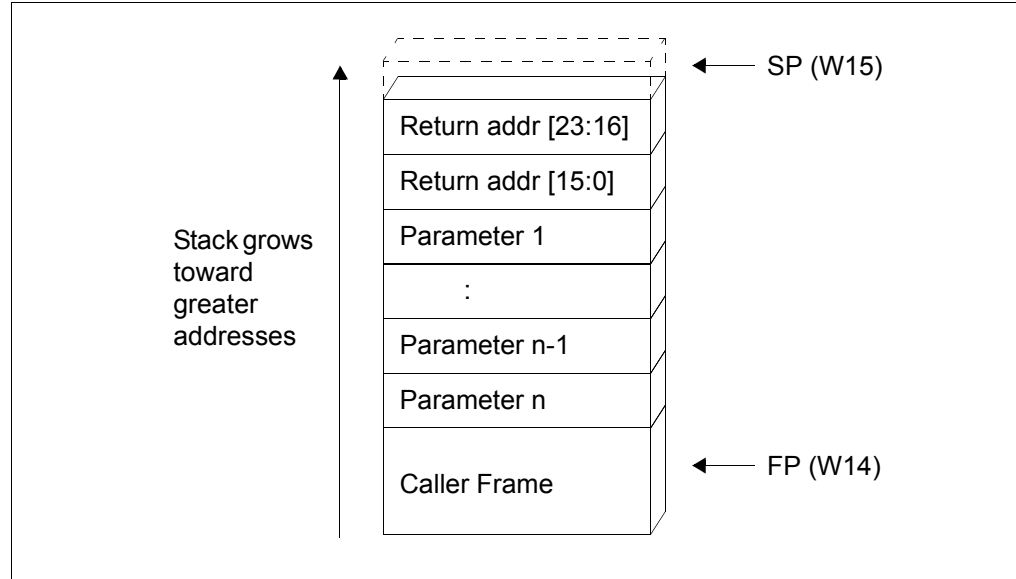 SP (W15)
Return addr [23:16]
Return addr [15:0]
Parameter 1
Stack grows
toward
greater
addresses
:
Parameter n-1
Parameter n
Caller Frame
FP (W14)